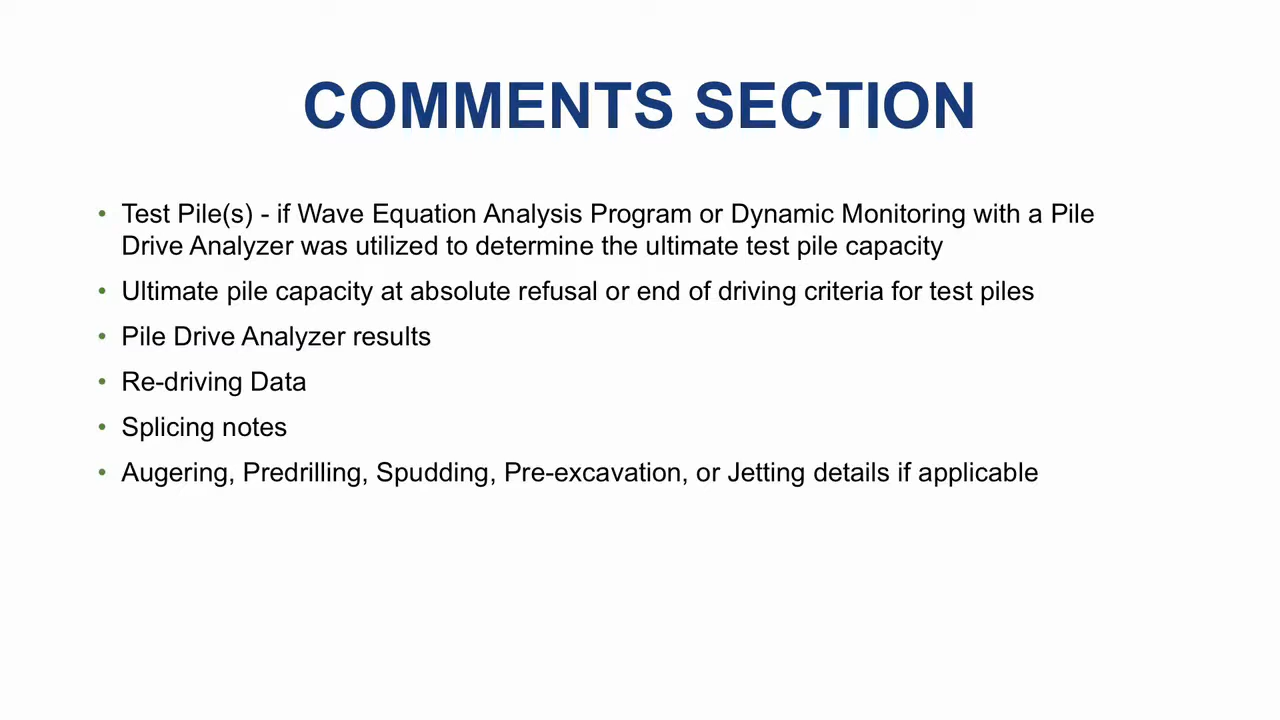 COMMENTS SECTION
• Test Pile(s) - if Wave Equation Analysis Program or Dynamic Monitoring with a Pile
Drive Analyzer was utilized to determine the ultimate test pile capacity
• Ultimate pile capacity at absolute refusal or end of driving criteria for test piles
• Pile Drive Analyzer results
• Re-driving Data
• Splicing notes
• Augering, Predrilling, Spudding, Pre-excavation, or Jetting details if applicable